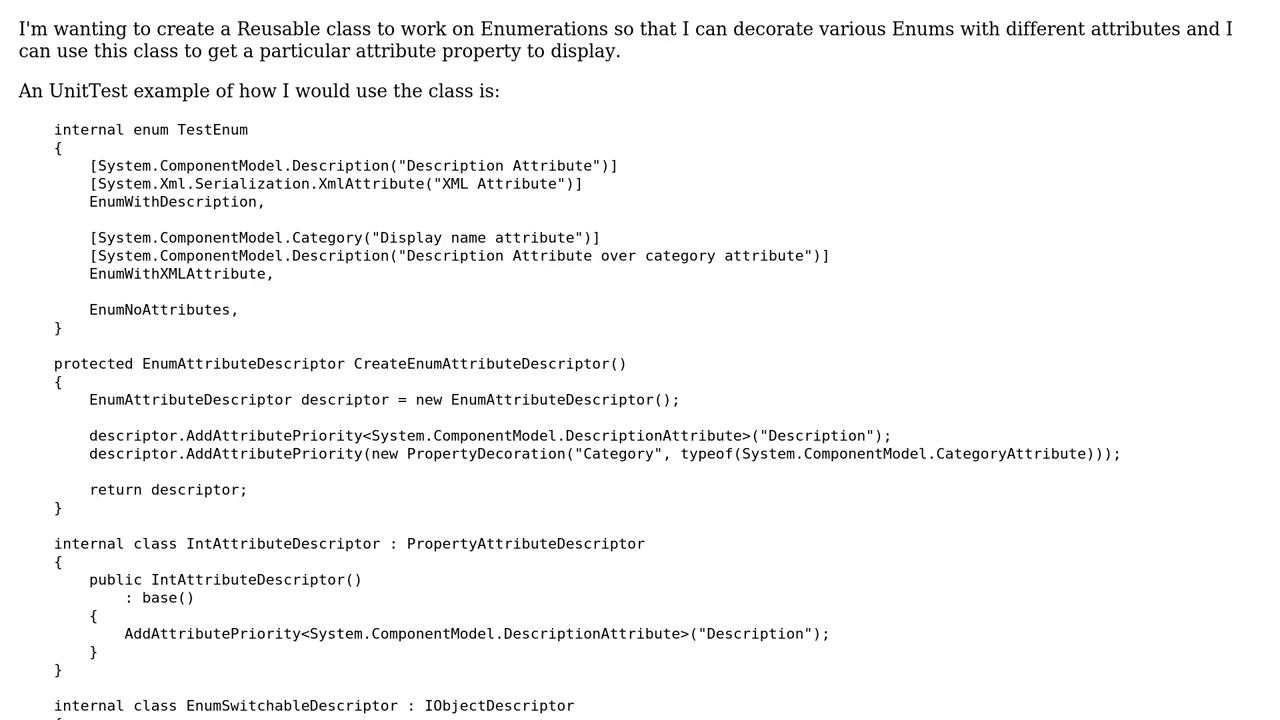 I'm wanting to create a Reusable class to work on Enumerations so that I can decorate various Enums with different attributes and I
can use this class to get a particular attribute property to display.
An UnitTest example of how I would use the class is:
internal enum TestEnum
{
[System.ComponentModel.Description("Description Attribute")]
[System.Xml.Serialization.XmlAttribute("XML Attribute")]
EnumWithDescription,
[System.ComponentModel.Category("Display name attribute")]
[System.ComponentModel.Description("Description Attribute over category attribute")]
EnumWithXMLAttribute,
EnumNoAttributes,
}
protected EnumAttributeDescriptor CreateEnumAttributeDescriptor()
{
EnumAttributeDescriptor descriptor = new EnumAttributeDescriptor();
descriptor.AddAttributePriority<System.ComponentModel.DescriptionAttribute>("Description");
descriptor.AddAttributePriority(new PropertyDecoration("Category", typeof(System.ComponentModel.CategoryAttribute)));
return descriptor;
}
internal class IntAttributeDescriptor : PropertyAttributeDescriptor
{
public IntAttributeDescriptor()
: base()
{
AddAttributePriority<System.ComponentModel.DescriptionAttribute>("Description");
}
}
internal class EnumSwitchableDescriptor : IObjectDescriptor
{